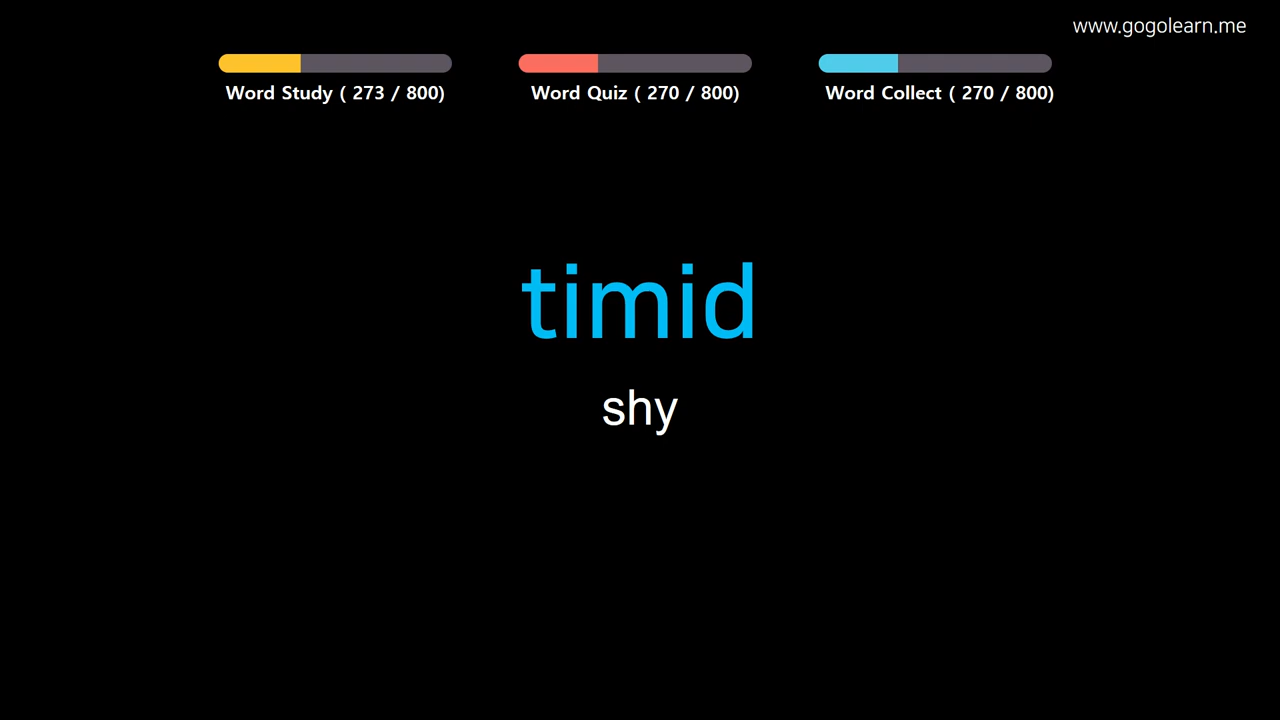 www.gogolearn.me
Word Study ( 273 / 800)
Word Quiz ( 270 / 800)
Word Collect ( 270 / 800)
timid
shy